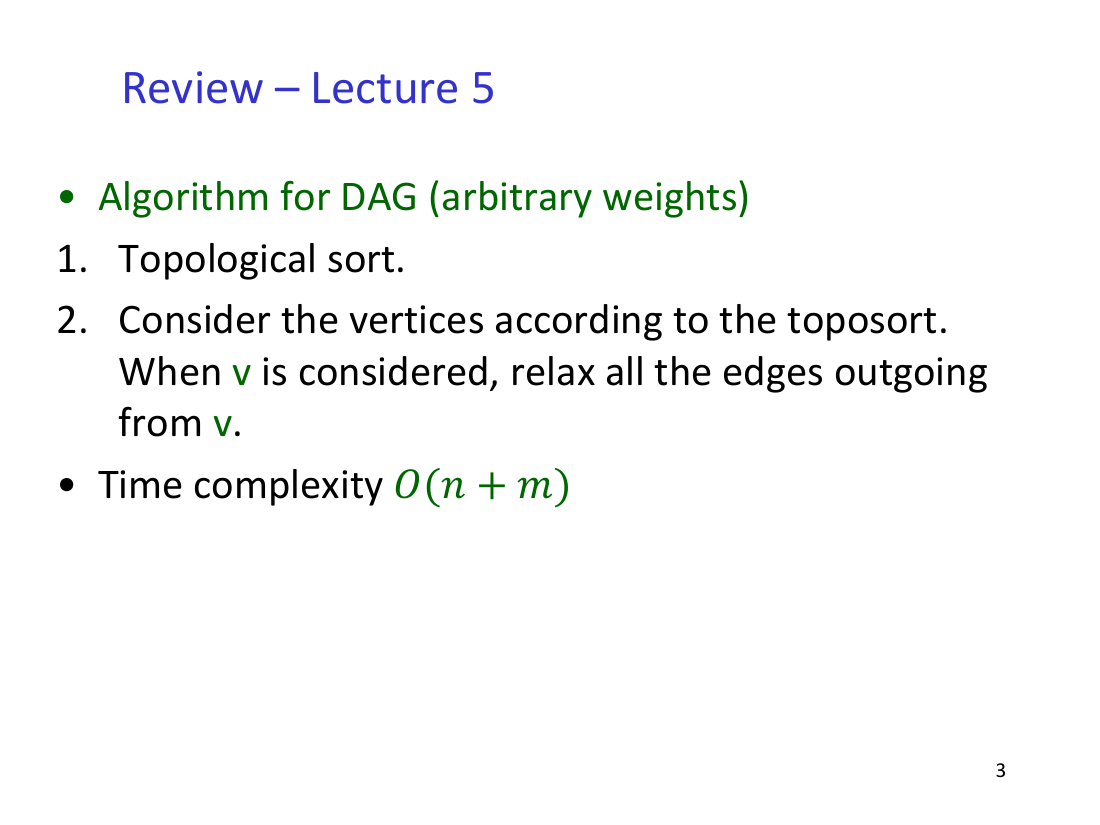 Review – Lecture 5
• Algorithm for DAG (arbitrary weights)
1. Topological sort.
2. Consider the vertices according to the toposort.
When v is considered, relax all the edges outgoing
from v.
• Time complexity 𝑂(𝑛 + 𝑚)
3